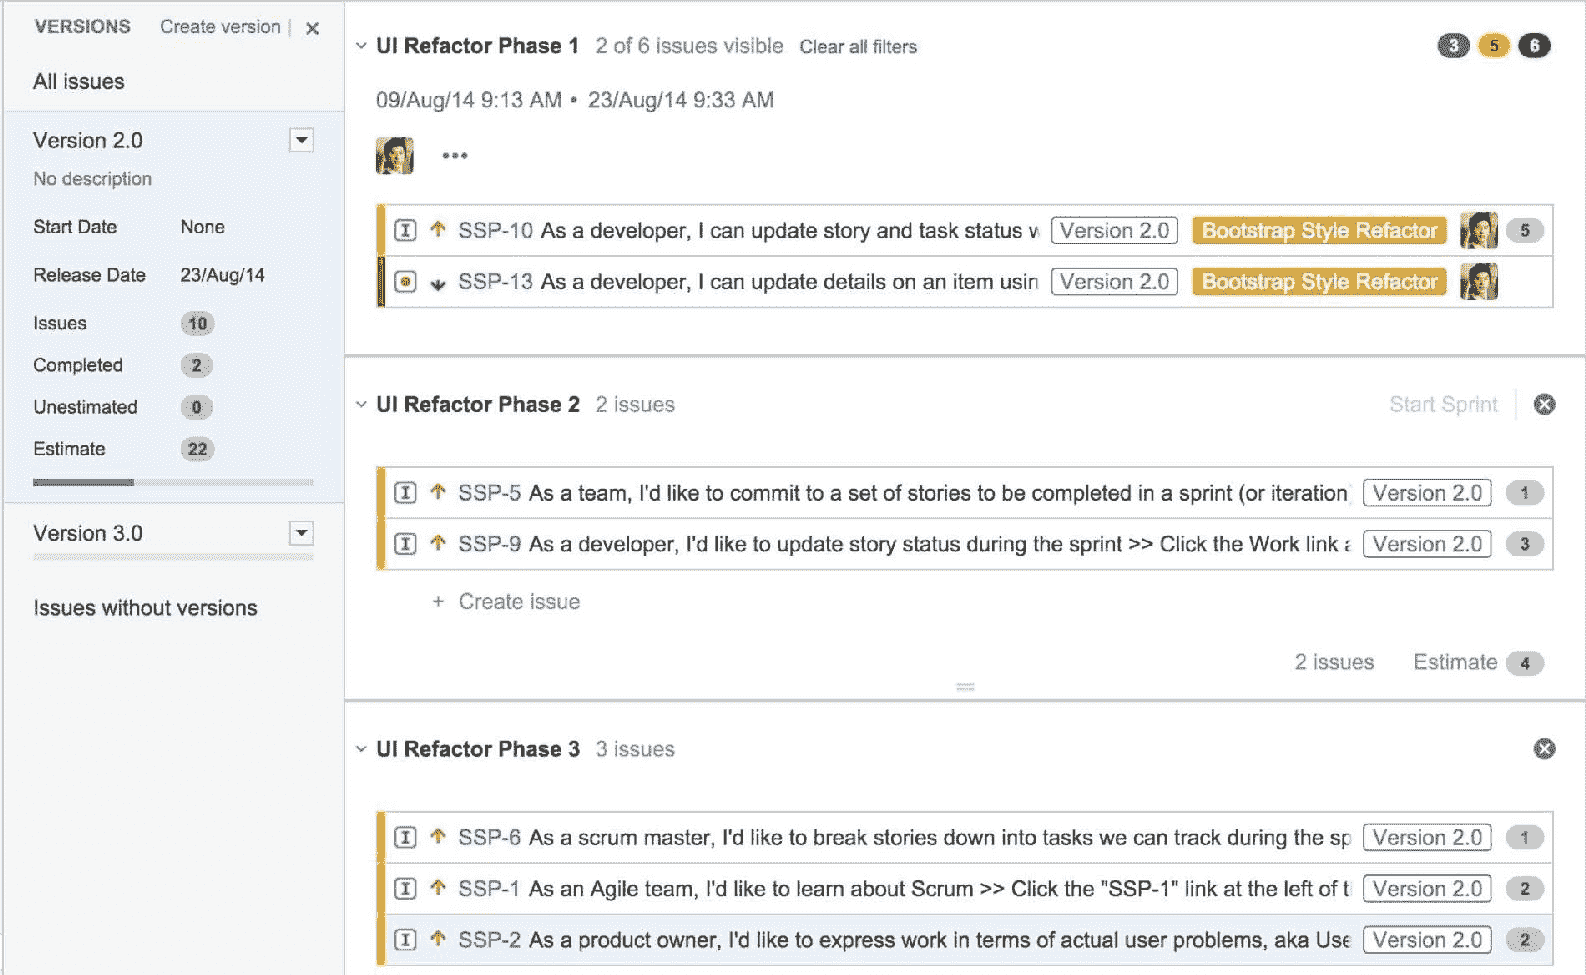 VERSIONS Create version
All issues
Version 2.0
No description
Start Date None
Release Date 23/Aug/14
Issues 10
Completed 2
Unestimated 0
Estimate 22
Version 3.0
Issues without versions
UI Refactor Phase 1 2 of 6 issues visible Clear all filters 3 5 6
09/Aug/14 9:13 AM • 23/Aug/14 9:33 AM
SSP-10 As a developer, I can update story and task status v Version 2.0 Bootstrap Style Refactor 5
SSP-13 As a developer, I can update details on an item usin Version 2.0 Bootstrap Style Refactor
UI Refactor Phase 2 2 issues Start Sprint
SSP-5 As a team, I'd like to commit to a set of stories to be completed in a sprint (or iteration Version 2.0 1
SSP-9 As a developer, I'd like to update story status during the sprint >> Click the Work link a Version 2.0 3
+ Create issue
2 issues Estimate 4
UI Refactor Phase 3 3 issues
SSP-6 As a scrum master, I'd like to break stories down into tasks we can track during the sp Version 2.0 1
SSP-1 As an Agile team, I'd like to learn about Scrum >> Click the "SSP-1" link at the left of t Version 2.0 2
SSP-2 As a product owner, I'd like to express work in terms of actual user problems, aka Use Version 2.0 2